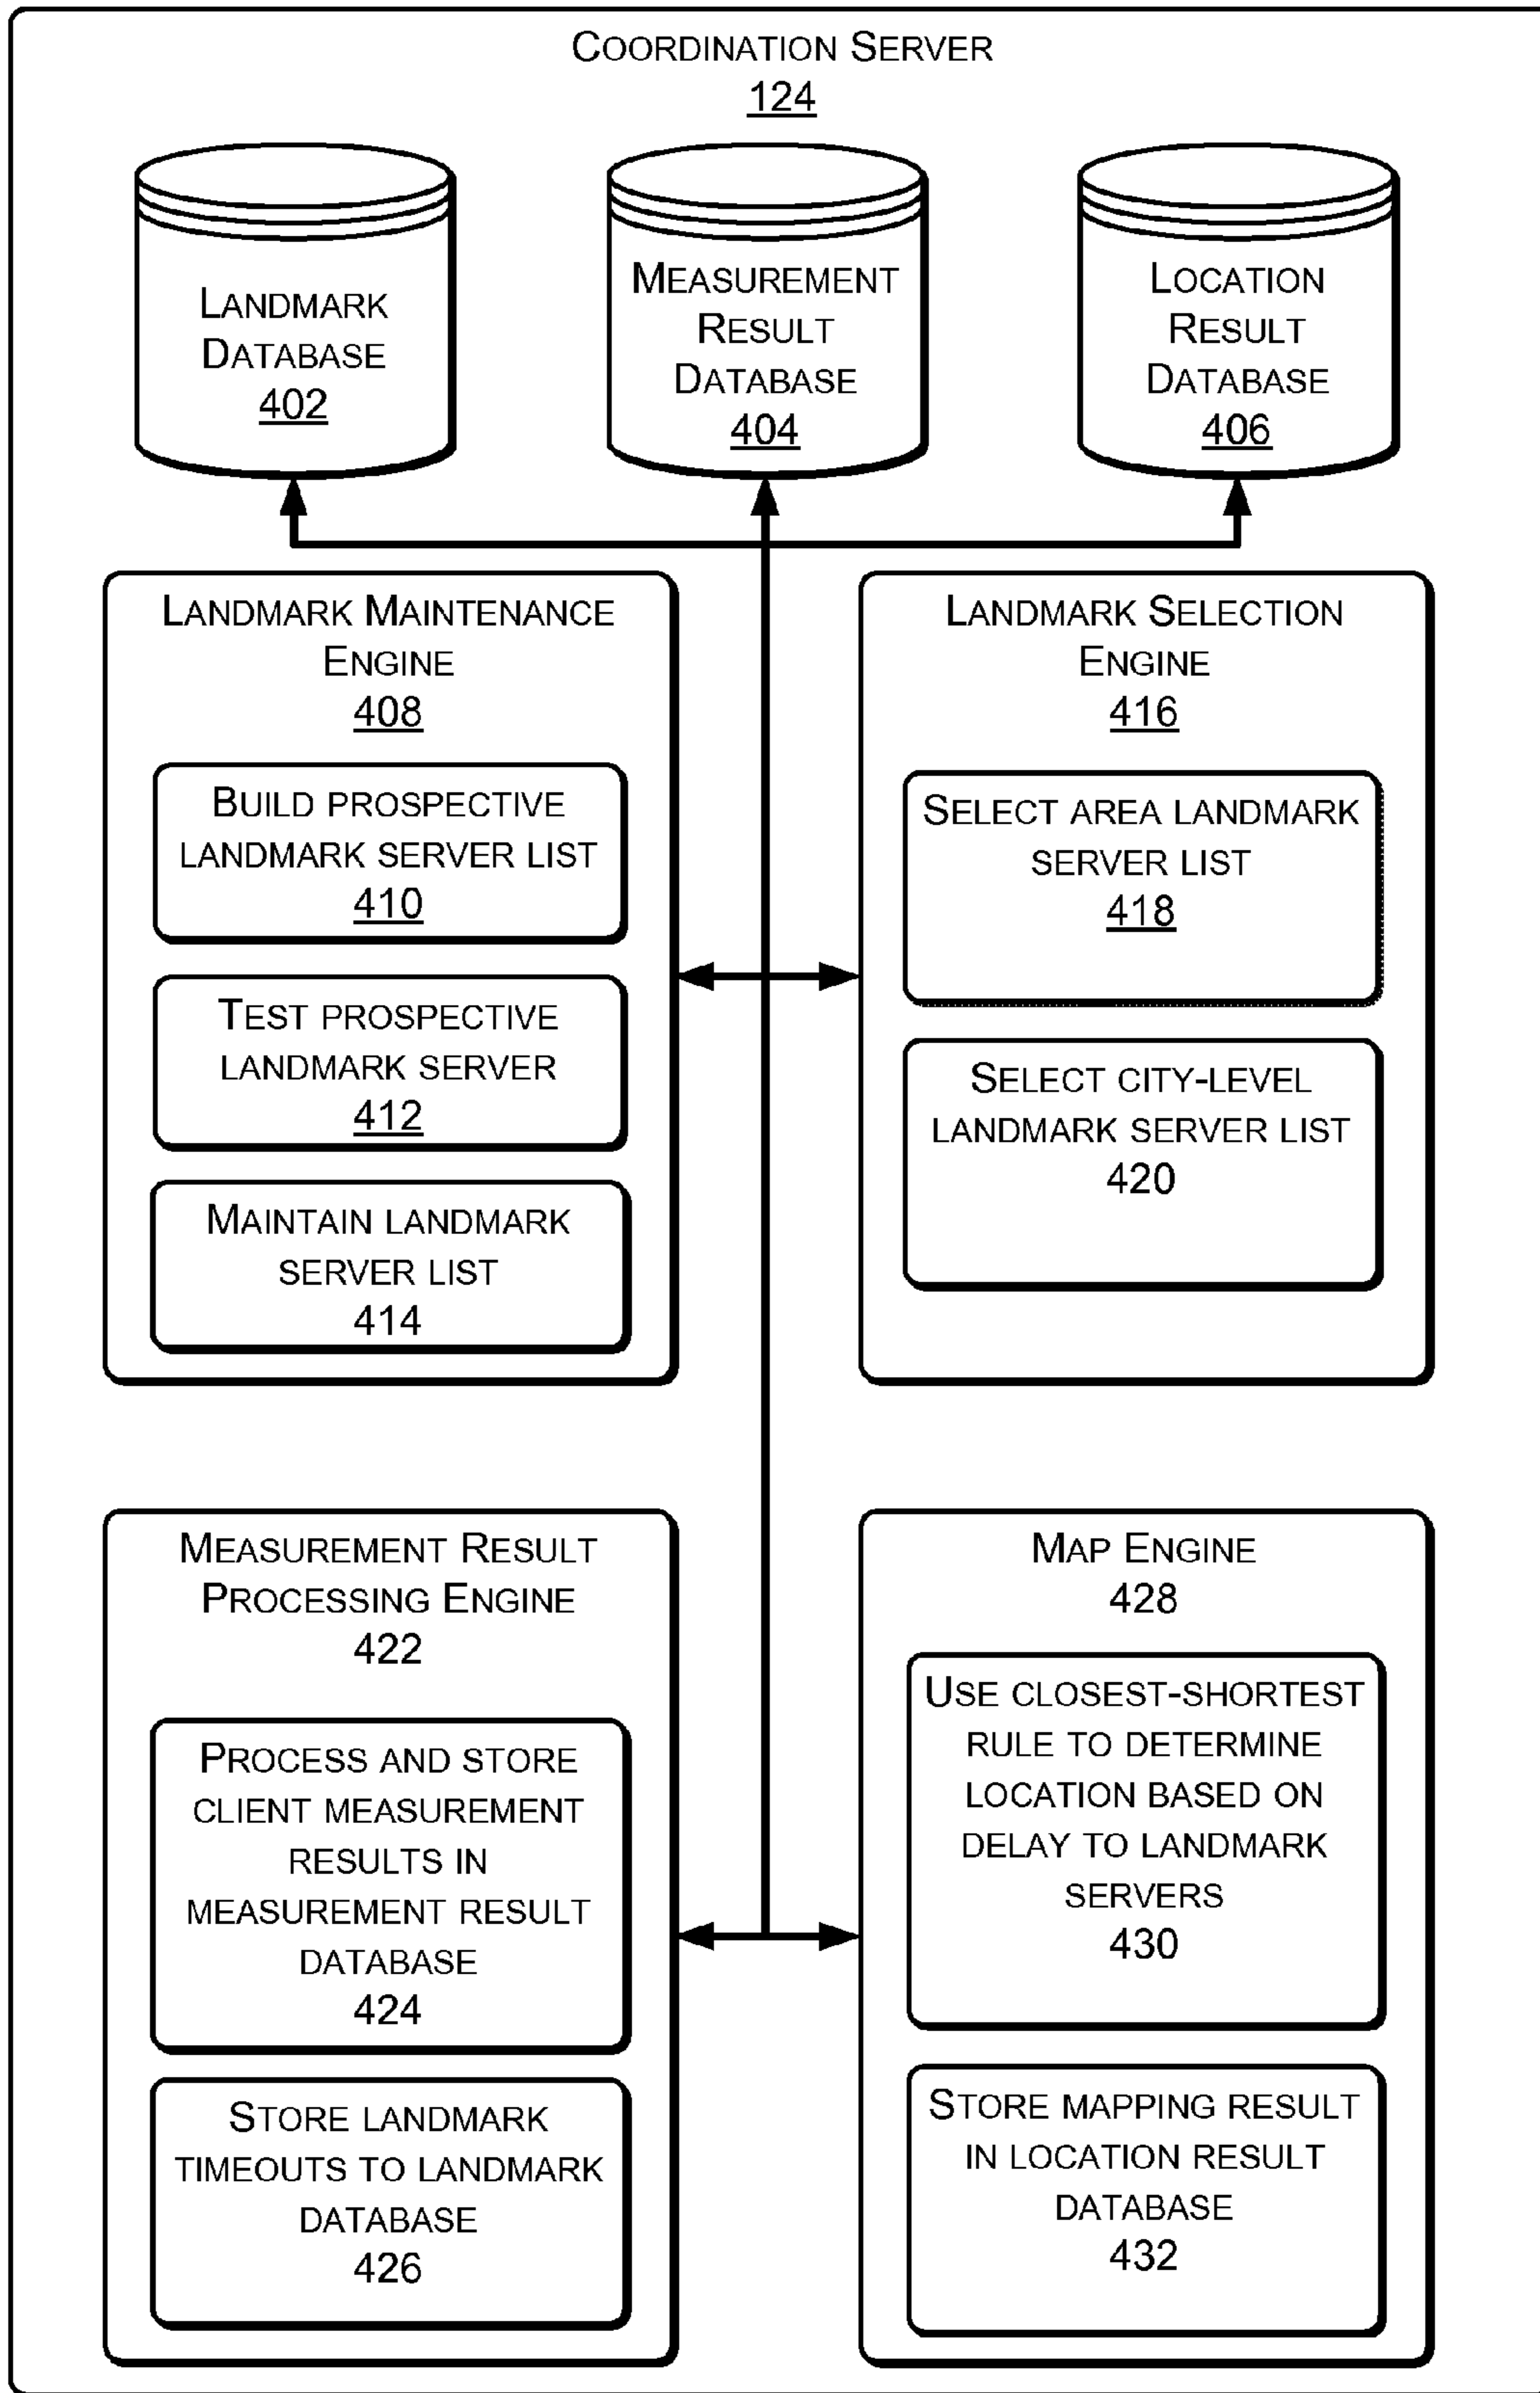 COORDINATION SERVER
124
LANDMARK
DATABASE
402
MEASUREMENT
RESULT
DATABASE
404
LOCATION
RESULT
DATABASE
406
LANDMARK MAINTENANCE
ENGINE
408
BUILD PROSPECTIVE
LANDMARK SERVER LIST
410
TEST PROSPECTIVE
LANDMARK SERVER
412
MAINTAIN LANDMARK
SERVER LIST
414
LANDMARK SELECTION
ENGINE
416
SELECT AREA LANDMARK
SERVER LIST
418
SELECT CITY-LEVEL
LANDMARK SERVER LIST
420
MEASUREMENT RESULT
PROCESSING ENGINE
422
PROCESS AND STORE
CLIENT MEASUREMENT
RESULTS IN
MEASUREMENT RESULT
DATABASE
424
STORE LANDMARK
TIMEOUTS TO LANDMARK
DATABASE
426
MAP ENGINE
428
USE CLOSEST-SHORTEST
RULE TO DETERMINE
LOCATION BASED ON
DELAY TO LANDMARK
SERVERS
430
STORE MAPPING RESULT
IN LOCATION RESULT
DATABASE
432